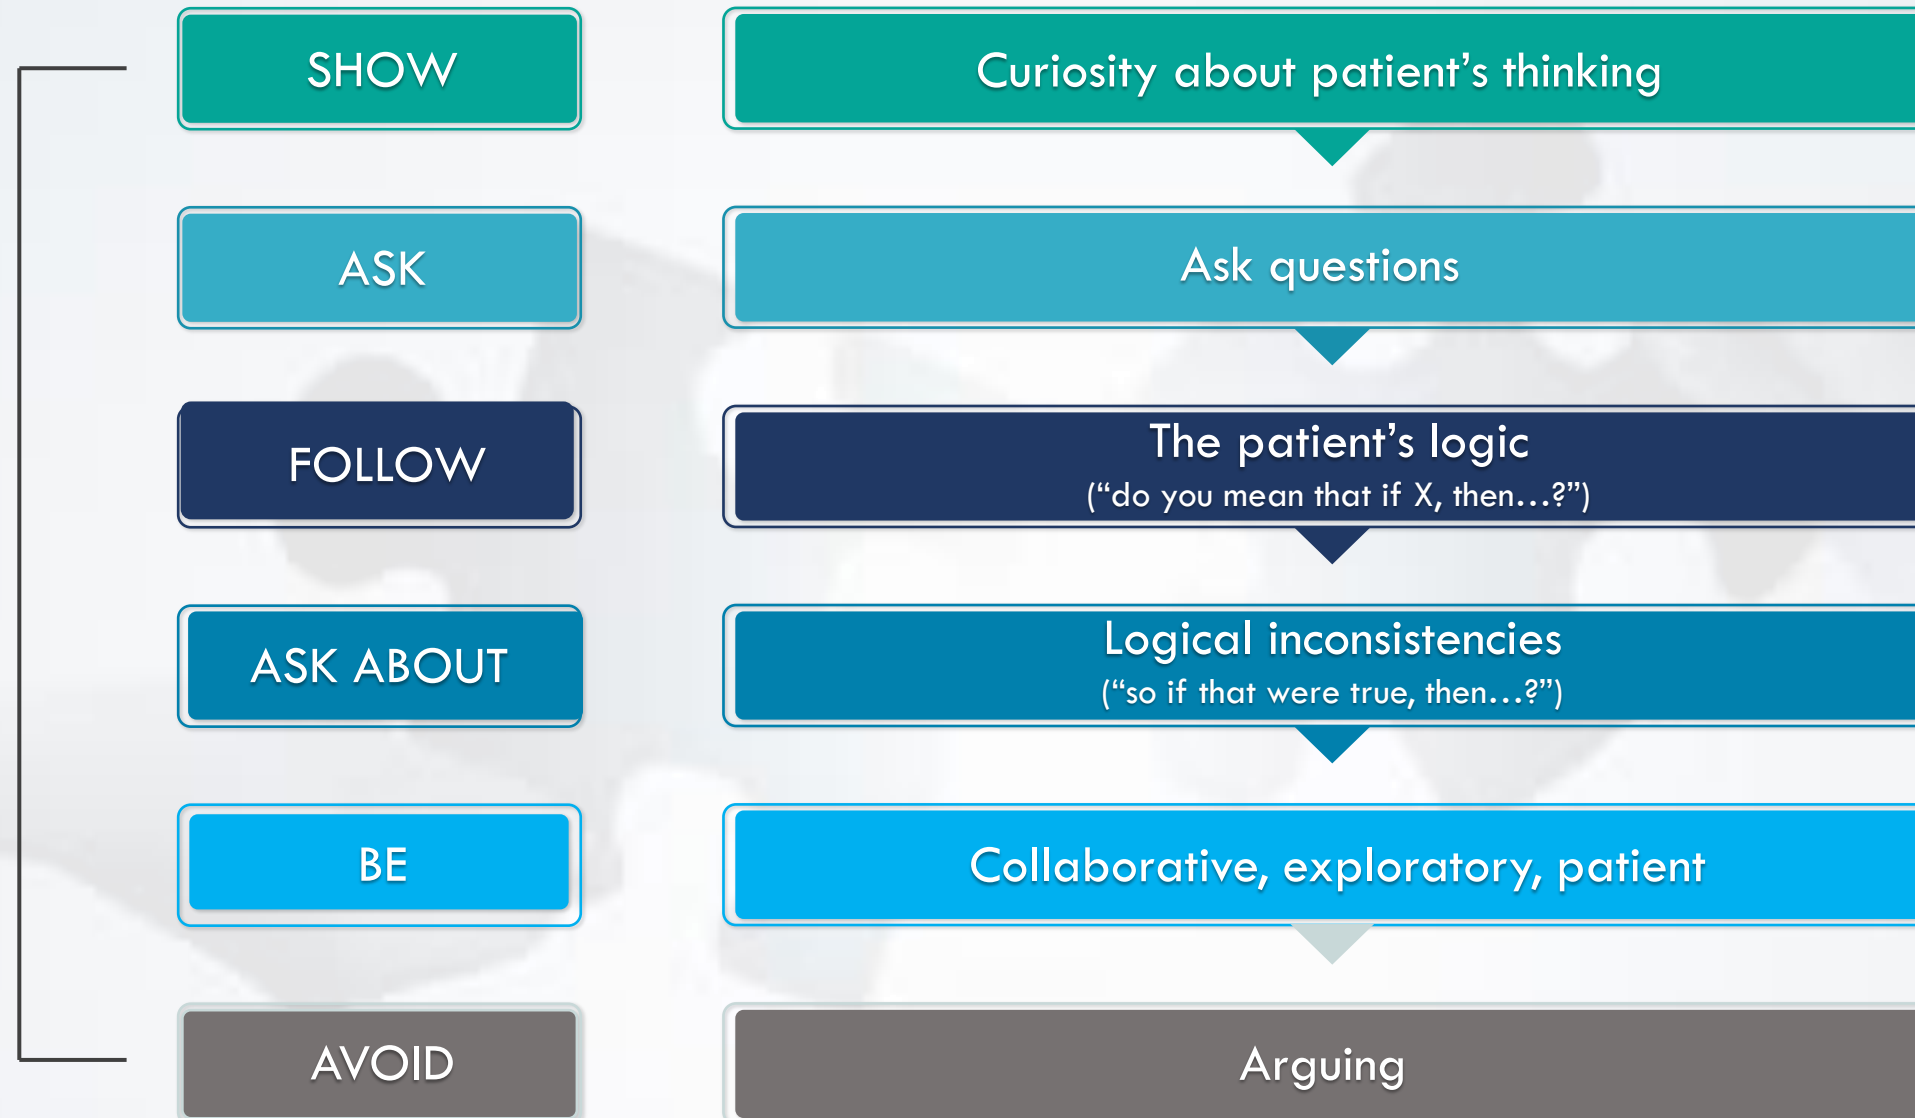 SHOW
Curiosity about patient’s thinking
ASK
Ask questions
FOLLOW
The patient’s logic
(“do you mean that if X, then…?”)
ASK ABOUT
Logical inconsistencies
(“so if that were true, then…?”)
BE
Collaborative, exploratory, patient
AVOID
Arguing